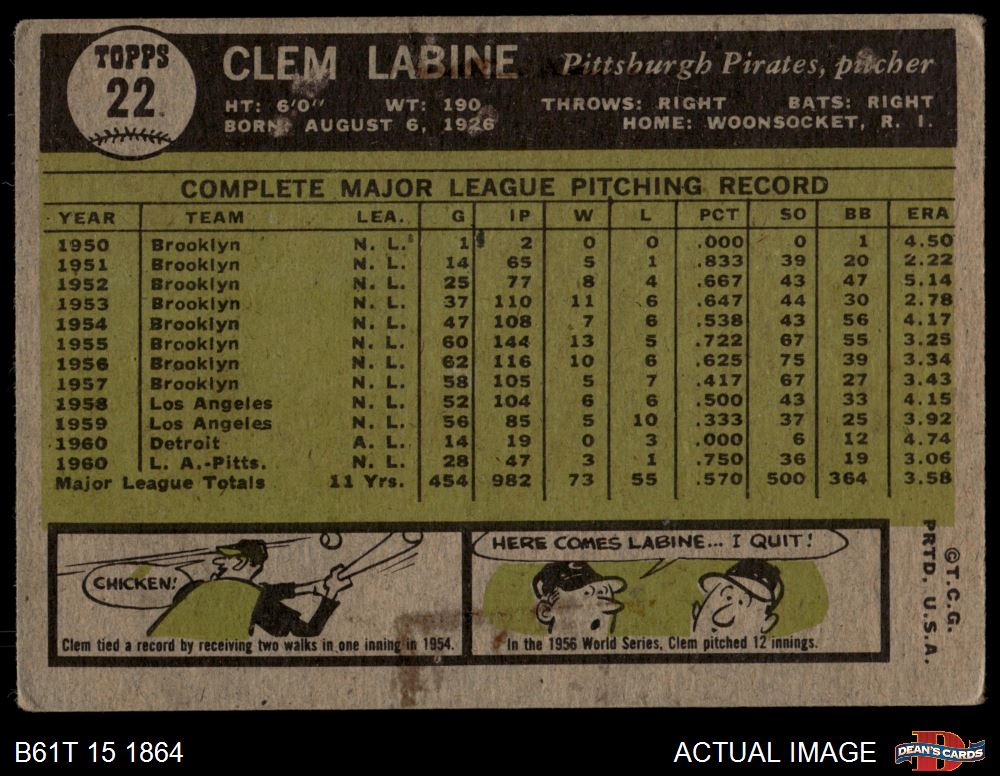 TOPPS
22
CLEM LABINE Pittsburgh Pirates, pitcher
HT: 6'0" WT: 190 THROWS: RIGHT BATS: RIGHT
BORN: AUGUST 6, 1926 HOME: WOONSOCKET, R. I.
COMPLETE MAJOR LEAGUE PITCHING RECORD
YEAR TEAM LEA. G IP W L PCT SO BB ERA
1950 Brooklyn N. L. 1 2 0 0 .000 0 1 4.50
1951 Brooklyn N. L. 14 65 5 1 .833 39 20 2.22
1952 Brooklyn N. L. 25 77 8 4 .667 43 47 5.14
1953 Brooklyn N. L. 37 110 11 6 .647 44 30 2.78
1954 Brooklyn N. L. 47 108 7 6 .538 43 56 4.17
1955 Brooklyn N. L. 60 144 13 5 .722 67 55 3.25
1956 Brooklyn N. L. 62 116 10 6 .625 75 39 3.34
1957 Brooklyn N. L. 58 105 5 7 .417 67 27 3.43
1958 Los Angeles N. L. 52 104 6 6 .500 43 33 4.15
1959 Los Angeles N. L. 56 85 5 10 .333 37 25 3.92
1960 Detroit A. L. 14 19 0 3 .000 6 12 4.74
1960 L. A.-Pitts. N. L. 28 47 3 1 .750 36 19 3.06
Major League Totals 11 Yrs. 454 982 73 55 .570 500 364 3.58
CHICKEN!
Clem tied a record by receiving two walks in one inning in 1954.
HERE COMES LABINE... I QUIT!
In the 1956 World Series, Clem pitched 12 innings.
©T.C.G.
PRTD. U.S.A.
B61T 15 1864
ACTUAL IMAGE
D
DEAN'S CARDS